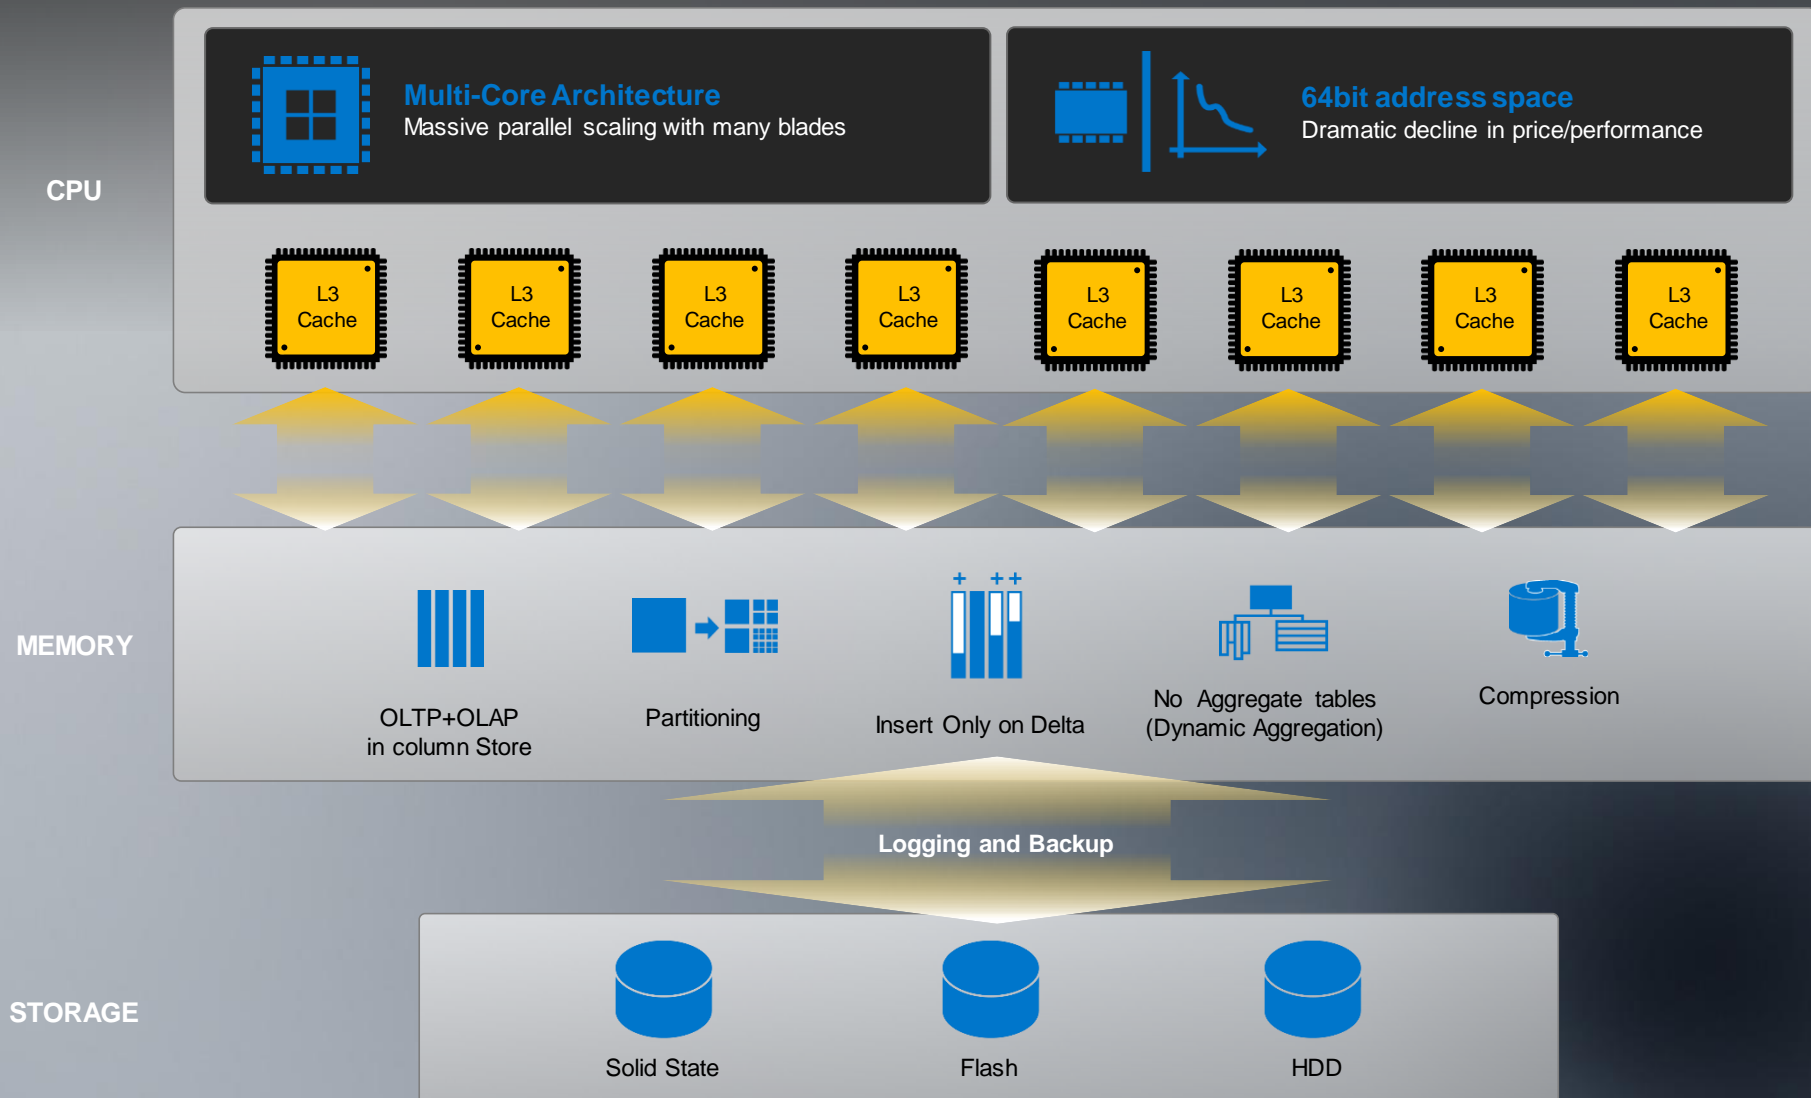 Multi-Core Architecture
Massive parallel scaling with many blades
64bit address space
Dramatic decline in price/performance
CPU
L3
Cache
L3
Cache
L3
Cache
L3
Cache
L3
Cache
L3
Cache
L3
Cache
L3
Cache
MEMORY
OLTP+OLAP
in column Store
Partitioning
Insert Only on Delta
No Aggregate tables
(Dynamic Aggregation)
Compression
Logging and Backup
STORAGE
Solid State
Flash
HDD